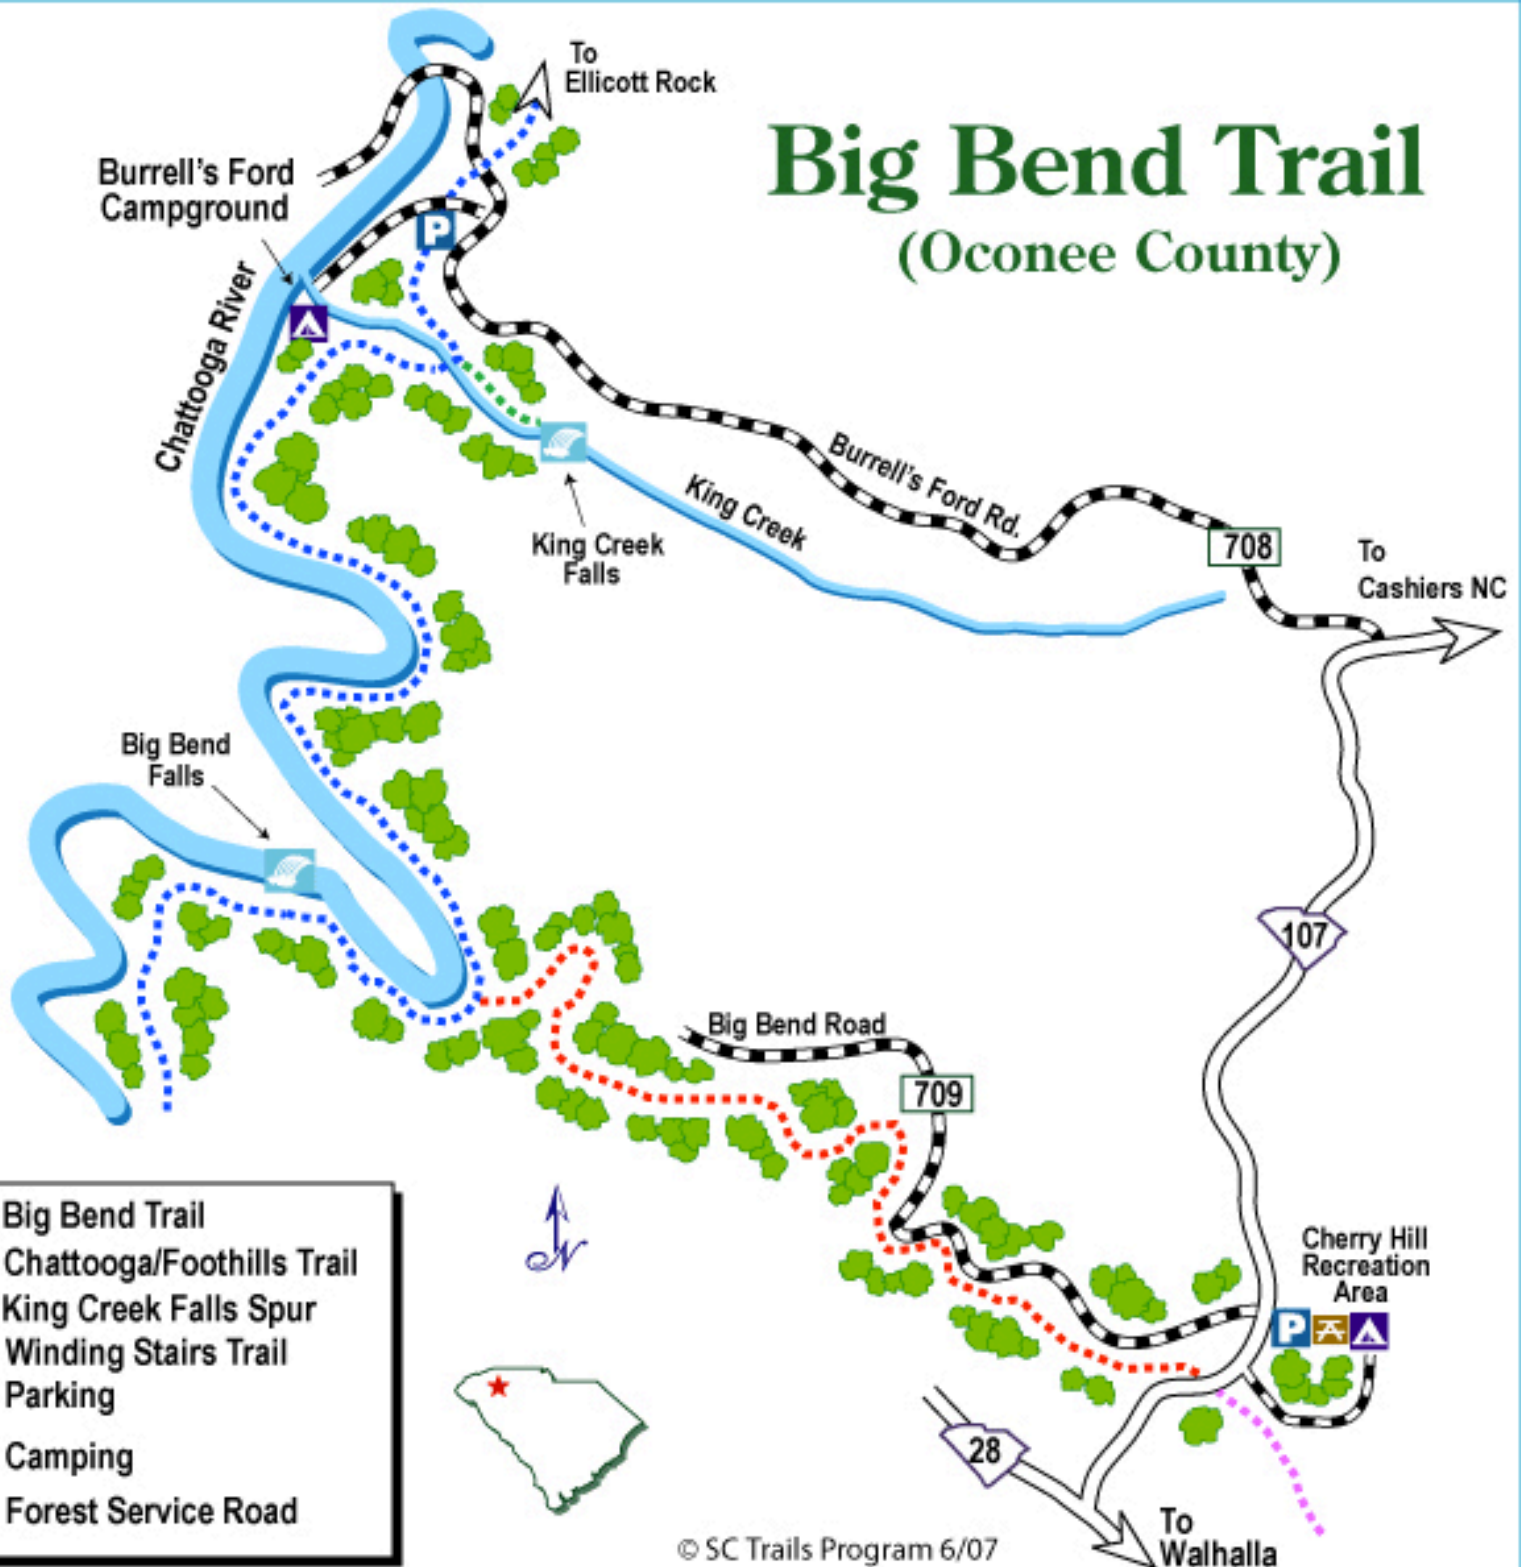 To
Ellicott Rock
Big Bend Trail
(Oconee County)
Burrell's Ford
Campground
P
Chattooga River
Burrell's Ford Rd.
King Creek
King Creek
Falls
708
To
Cashiers NC
Big Bend
Falls
107
Big Bend Road
709
Cherry Hill
Recreation
Area
P
Big Bend Trail
Chattooga/Foothills Trail
King Creek Falls Spur
Winding Stairs Trail
Parking
Camping
Forest Service Road
N
28
To
Walhalla
© SC Trails Program 6/07